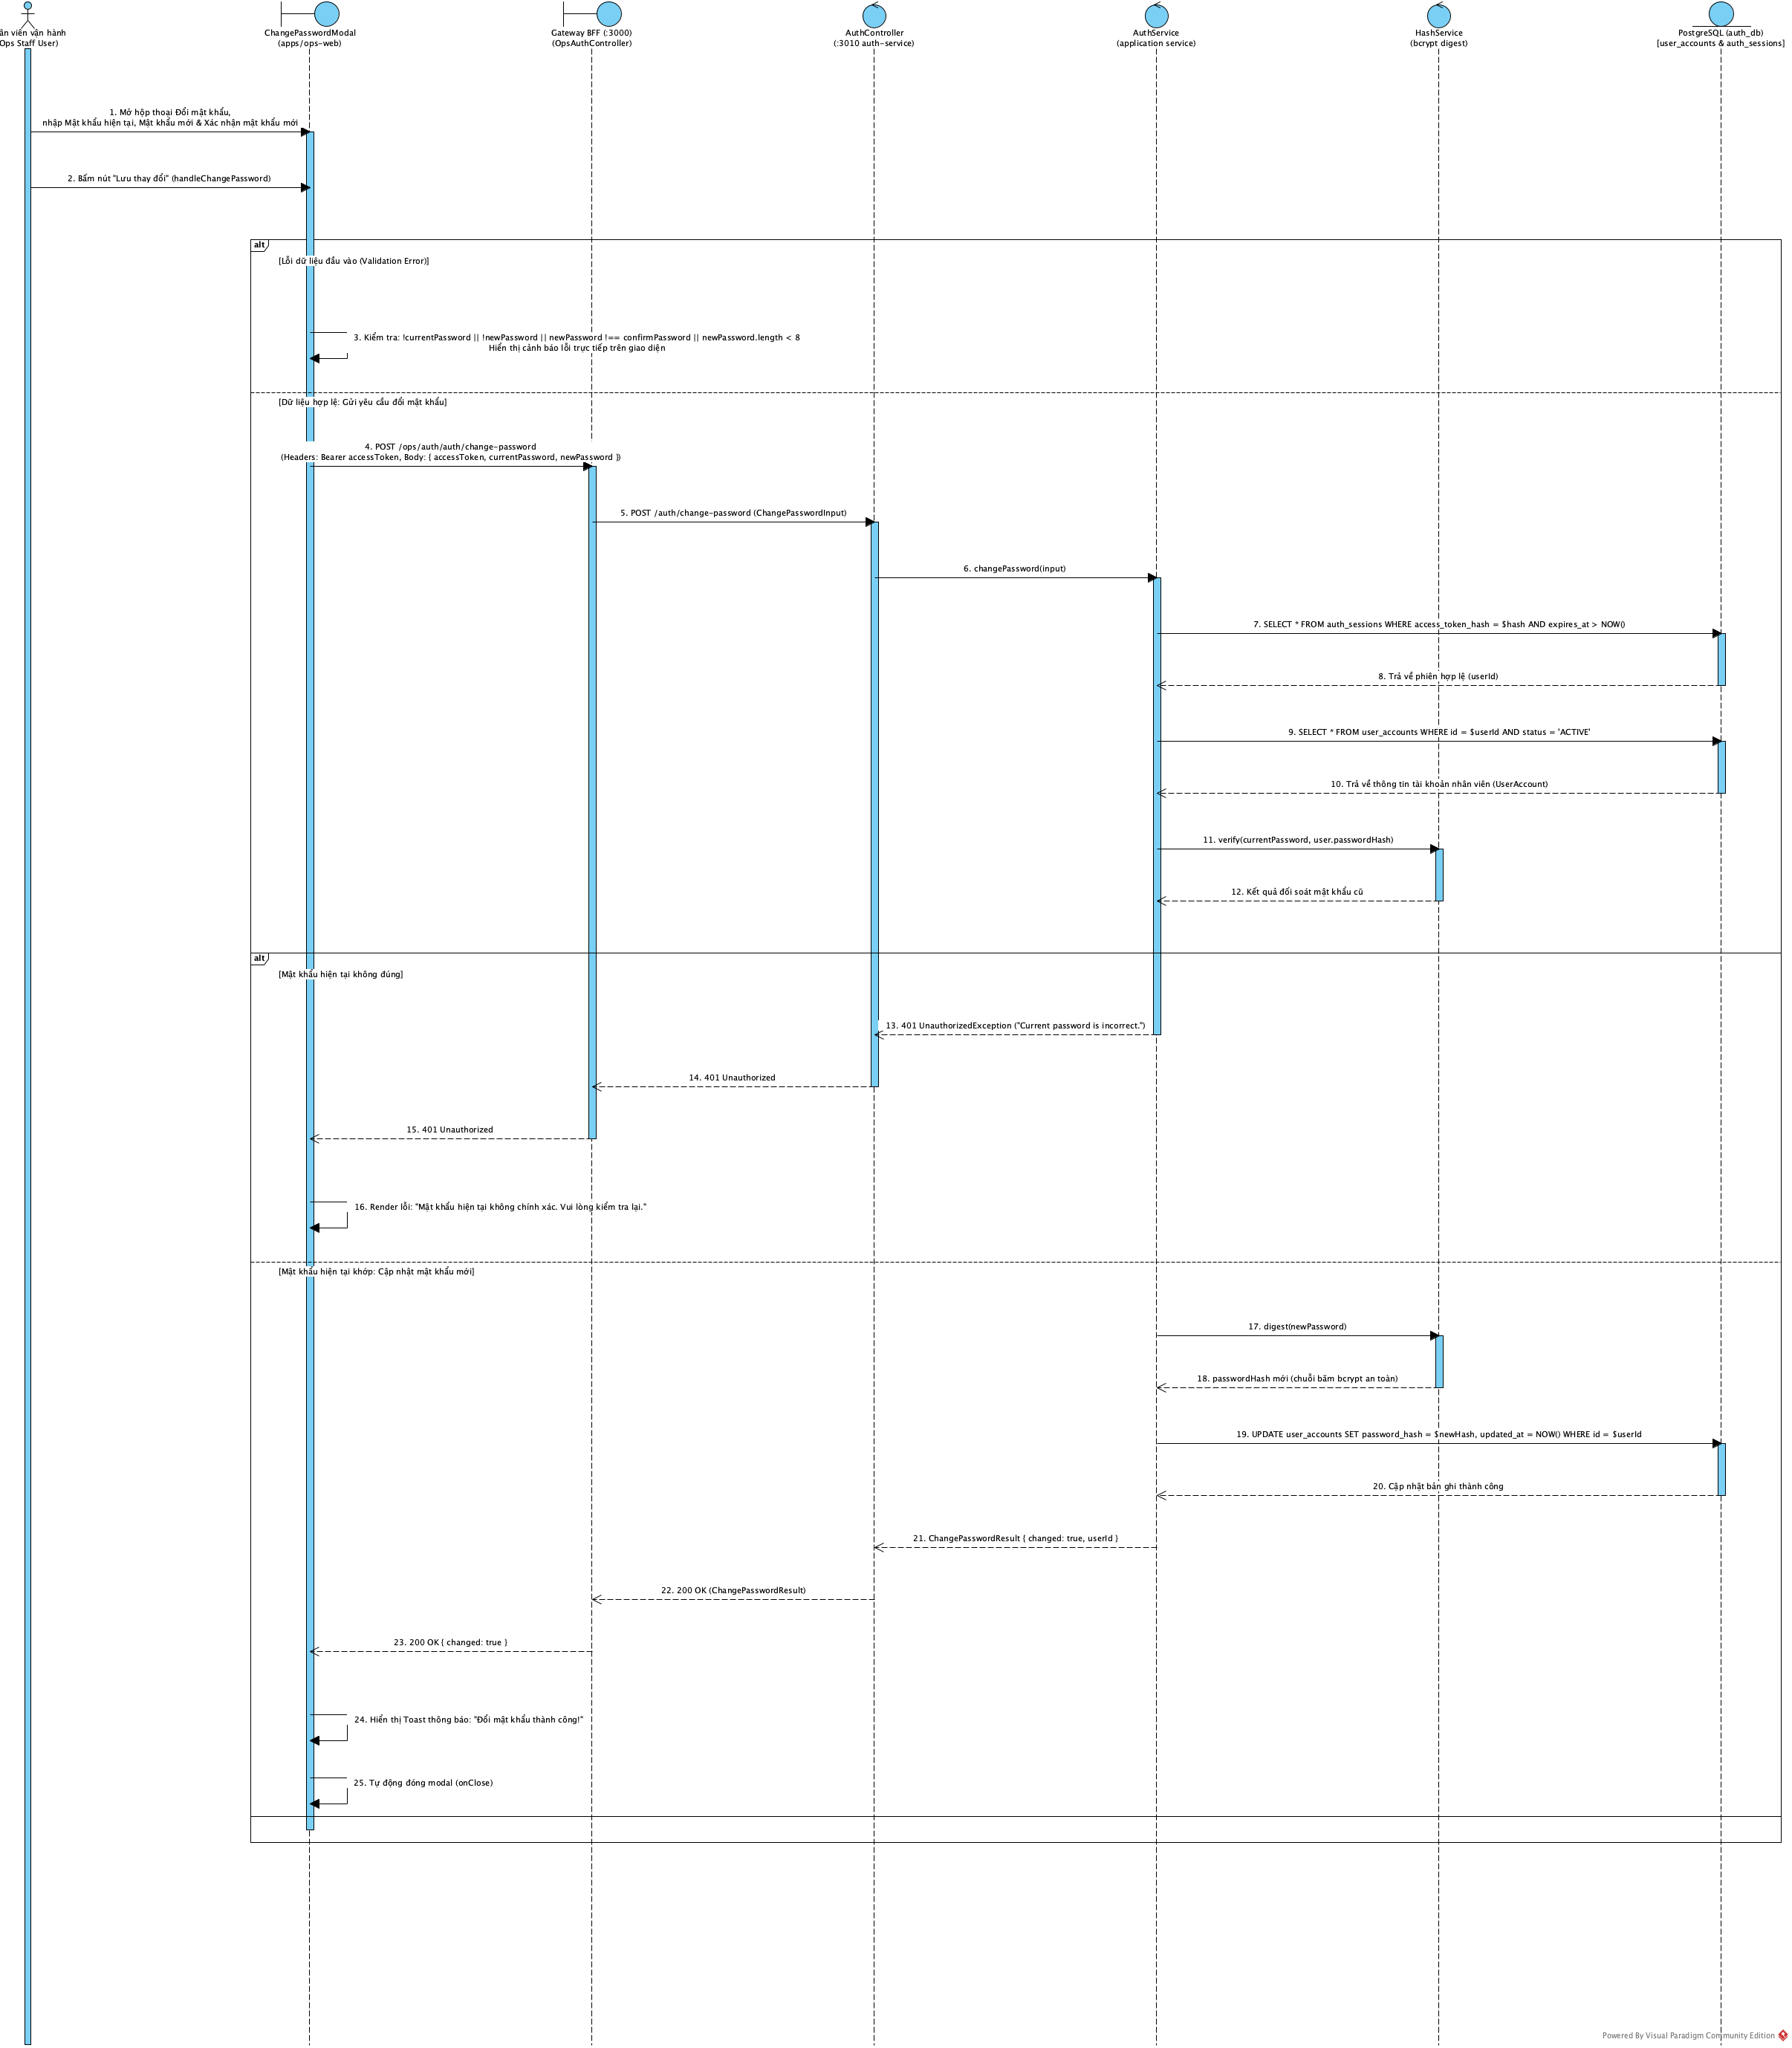 ân viên vận hành
Ops Staff User)
ChangePasswordModal
(apps/ops-web)
Gateway BFF (:3000)
(OpsAuthController)
AuthController
(:3010 auth-service)
AuthService
(application service)
HashService
(bcrypt digest)
PostgreSQL (auth_db)
[user_accounts & auth_sessions]
1. Mở hộp thoại Đổi mật khẩu,
nhập Mật khẩu hiện tại, Mật khẩu mới & Xác nhận mật khẩu mới
2. Bấm nút "Lưu thay đổi" (handleChangePassword)
alt
[Lỗi dữ liệu đầu vào (Validation Error)]
3. Kiểm tra: !currentPassword || !newPassword || newPassword !== confirmPassword || newPassword.length < 8
Hiển thị cảnh báo lỗi trực tiếp trên giao diện
[Dữ liệu hợp lệ: Gửi yêu cầu đổi mật khẩu]
4. POST /ops/auth/auth/change-password
(Headers: Bearer accessToken, Body: { accessToken, currentPassword, newPassword })
5. POST /auth/change-password (ChangePasswordInput)
6. changePassword(input)
7. SELECT * FROM auth_sessions WHERE access_token_hash = $hash AND expires_at > NOW()
8. Trả về phiên hợp lệ (userId)
9. SELECT * FROM user_accounts WHERE id = $userId AND status = 'ACTIVE'
10. Trả về thông tin tài khoản nhân viên (UserAccount)
11. verify(currentPassword, user.passwordHash)
12. Kết quả đối soát mật khẩu cũ
alt
[Mật khẩu hiện tại không đúng]
13. 401 UnauthorizedException ("Current password is incorrect.")
14. 401 Unauthorized
15. 401 Unauthorized
16. Render lỗi: "Mật khẩu hiện tại không chính xác. Vui lòng kiểm tra lại."
[Mật khẩu hiện tại khớp: Cập nhật mật khẩu mới]
17. digest(newPassword)
18. passwordHash mới (chuỗi băm bcrypt an toàn)
19. UPDATE user_accounts SET password_hash = $newHash, updated_at = NOW() WHERE id = $userId
20. Cập nhật bản ghi thành công
21. ChangePasswordResult { changed: true, userId }
22. 200 OK (ChangePasswordResult)
23. 200 OK { changed: true }
24. Hiển thị Toast thông báo: "Đổi mật khẩu thành công!"
25. Tự động đóng modal (onClose)
Powered By Visual Paradigm Community Edition